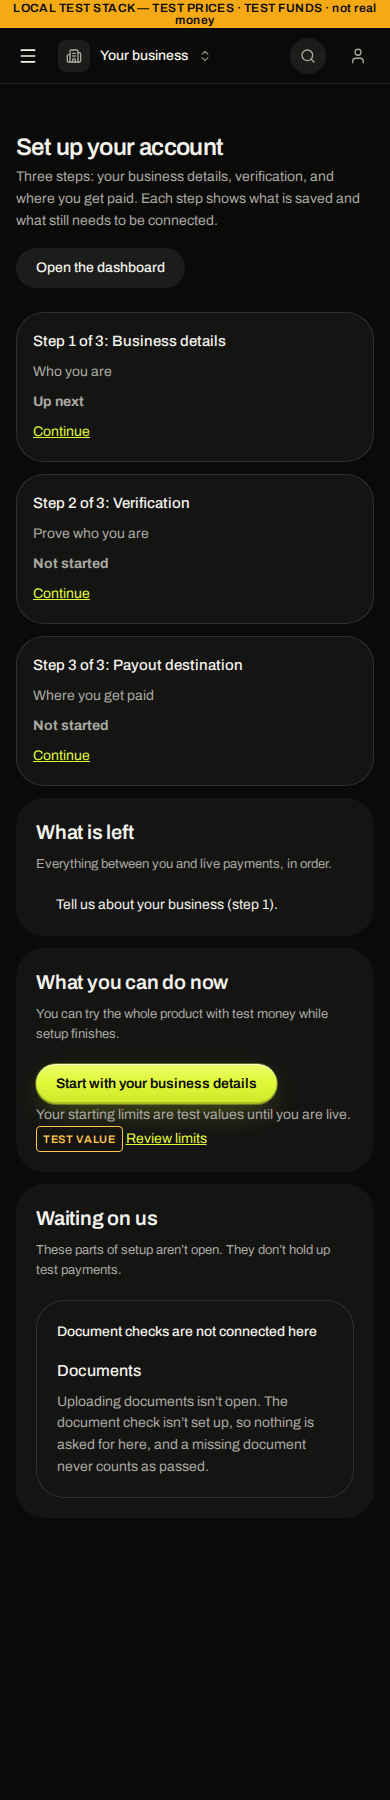 LOCAL TEST STACK — TEST PRICES · TEST FUNDS · not real
money
Your business
Set up your account
Three steps: your business details, verification, and
where you get paid. Each step shows what is saved and
what still needs to be connected.
Open the dashboard
Step 1 of 3: Business details
Who you are
Up next
Continue
Step 2 of 3: Verification
Prove who you are
Not started
Continue
Step 3 of 3: Payout destination
Where you get paid
Not started
Continue
What is left
Everything between you and live payments, in order.
Tell us about your business (step 1).
What you can do now
You can try the whole product with test money while
setup finishes.
Start with your business details
Your starting limits are test values until you are live.
TEST VALUE Review limits
Waiting on us
These parts of setup aren’t open. They don’t hold up
test payments.
Document checks are not connected here
Documents
Uploading documents isn’t open. The
document check isn’t set up, so nothing is
asked for here, and a missing document
never counts as passed.